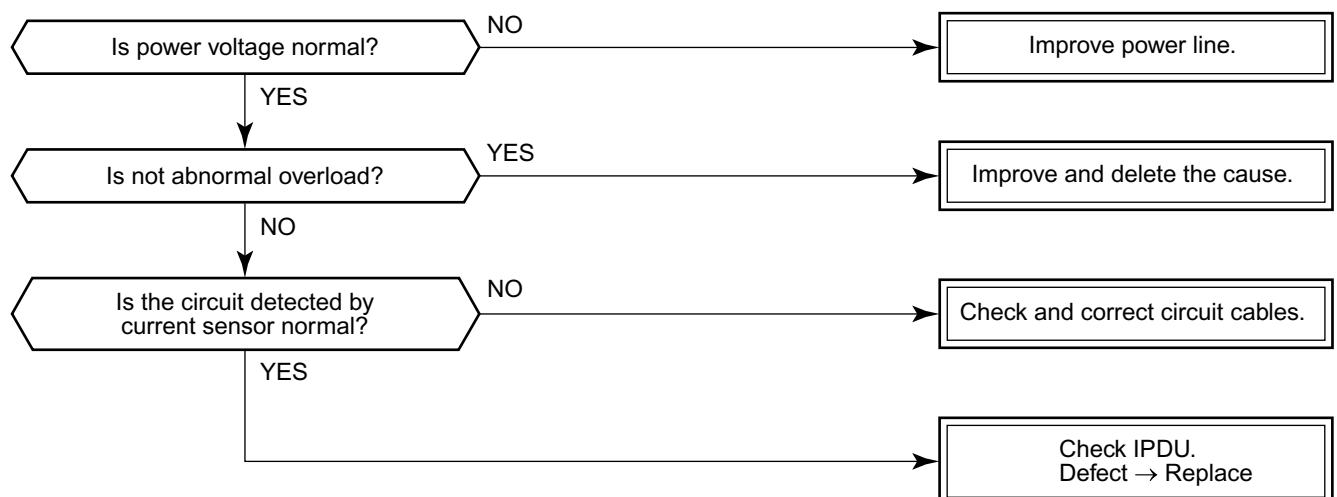 Is power voltage normal?
NO
Improve power line.
YES
Is not abnormal overload?
YES
Improve and delete the cause.
NO
Is the circuit detected by
current sensor normal?
NO
Check and correct circuit cables.
YES
Check IPDU.
Defect → Replace